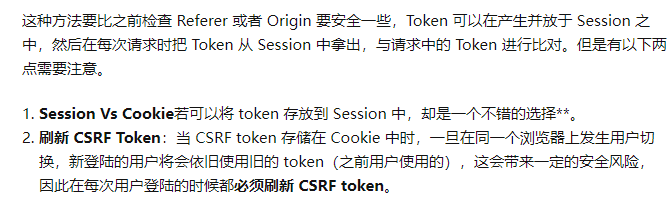 这种方法要比之前检查 Referer 或者 Origin 要安全一些，Token 可以在产生并放于 Session 之
中，然后在每次请求时把 Token 从 Session 中拿出，与请求中的 Token 进行比对。但是有以下两
点需要注意。
1. Session Vs Cookie若可以将 token 存放到 Session 中，却是一个不错的选择**。
2. 刷新 CSRF Token：当 CSRF token 存储在 Cookie 中时，一旦在同一个浏览器上发生用户切
换，新登陆的用户将会依旧使用旧的 token（之前用户使用的），这会带来一定的安全风险，
因此在每次用户登陆的时候都必须刷新 CSRF token。